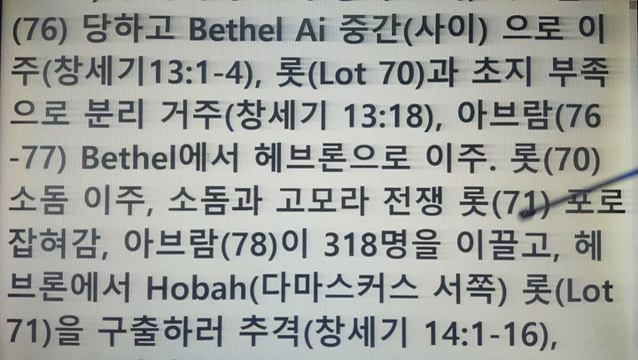 (76) 당하고 Bethel Ai 중간(사이) 으로 이
주(창세기13:1-4), 롯(Lot 70)과 초지 부족
으로 분리 거주(창세기 13:18), 아브람(76
-77) Bethel에서 헤브론으로 이주. 롯(70)
소돔 이주, 소돔과 고모라 전쟁 롯(71) 포로
잡혀감, 아브람(78)이 318명을 이끌고, 헤
브론에서 Hobah(다마스커스 서쪽) 롯(Lot
71)을 구출하러 추격(창세기 14:1-16),